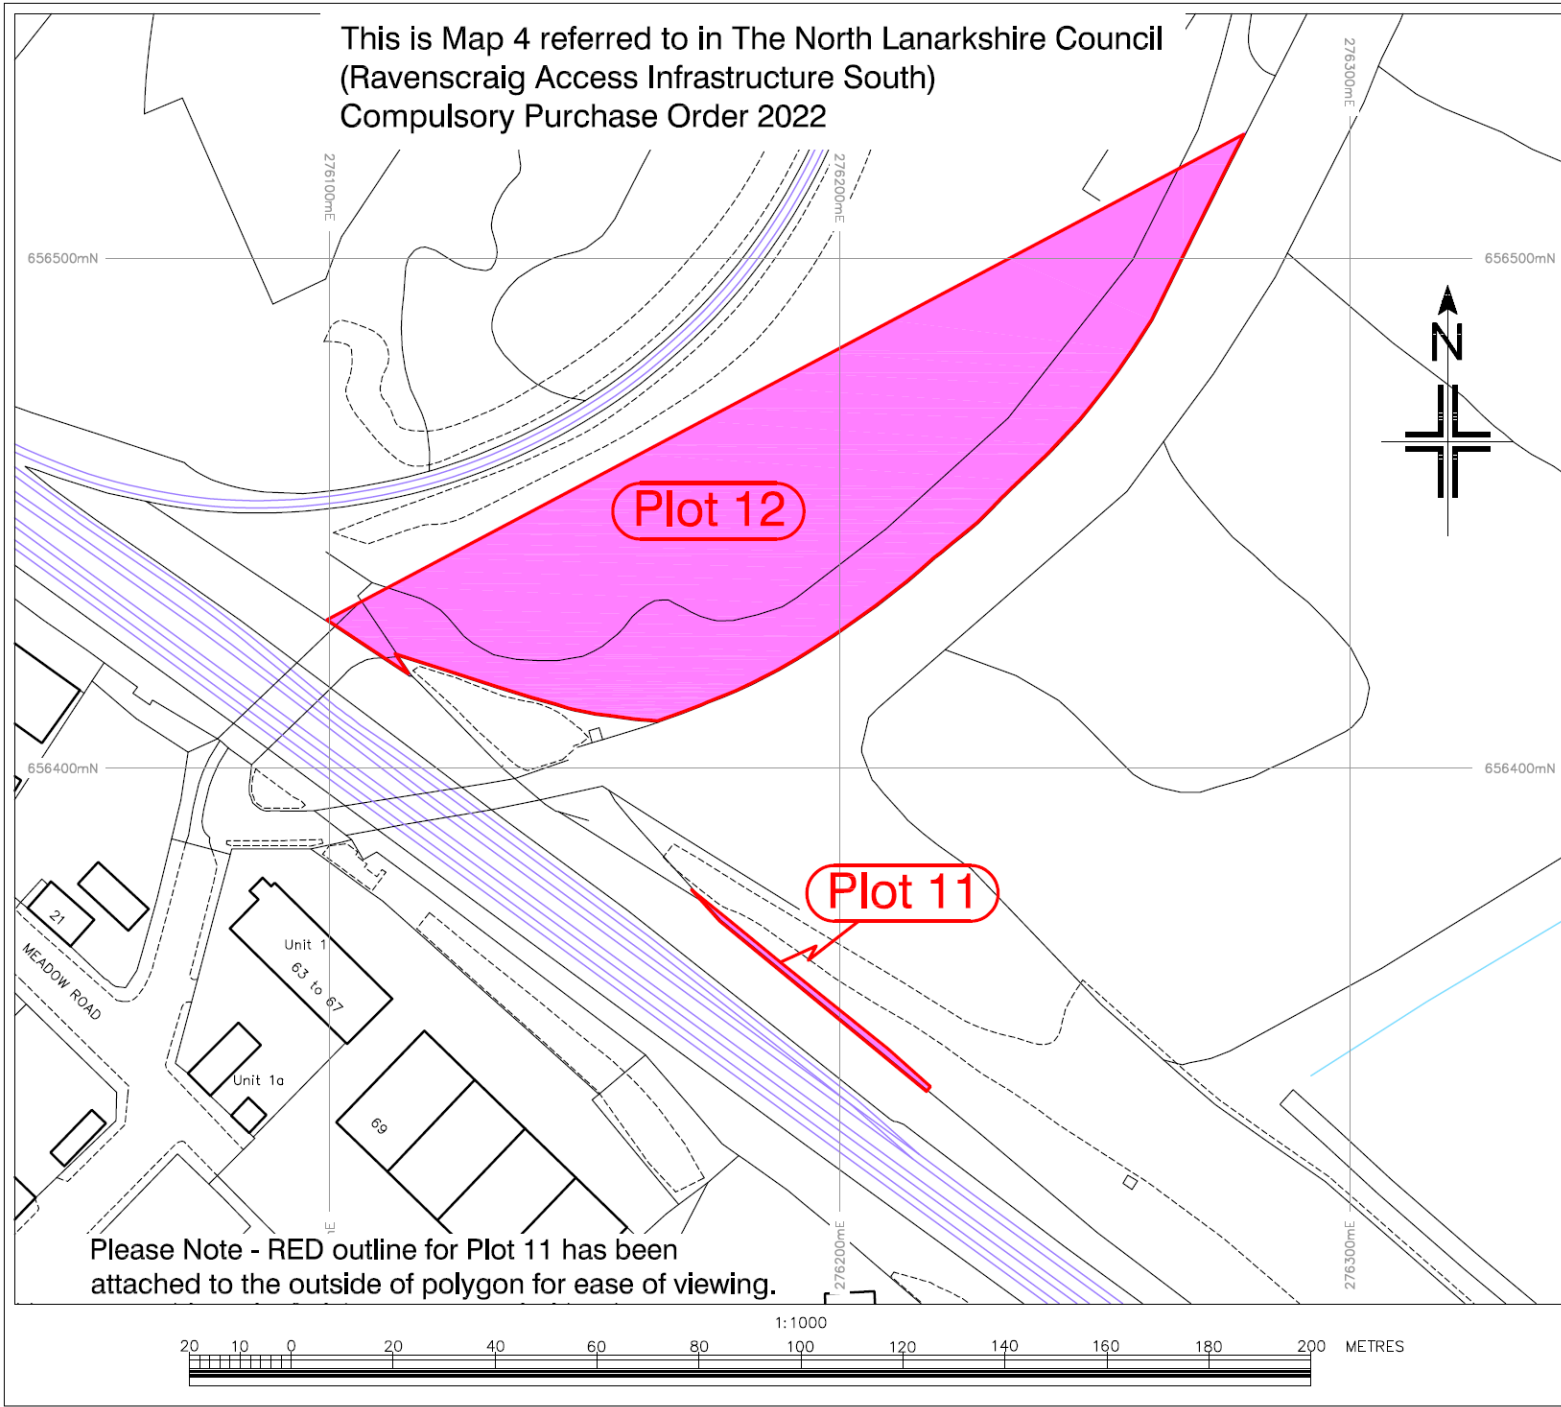 This is Map 4 referred to in The North Lanarkshire Council
(Ravenscraig Access Infrastructure South)
Compulsory Purchase Order 2022
276100mE
276200mE
276300mE
656500mN
656500mN
N
Plot 12
656400mN
656400mN
Plot 11
21
MEADOW ROAD
Unit 1
63 to 67
Unit 1a
69
E
276200mE
276300mE
Please Note - RED outline for Plot 11 has been
attached to the outside of polygon for ease of viewing.
1:1000
20 10 0 20 40 60 80 100 120 140 160 180 200 METRES